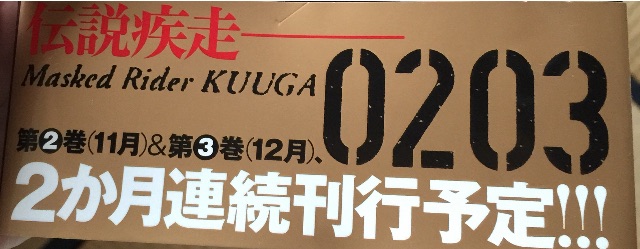 伝説疾走━━━
Masked Rider KUUGA
0203
第2巻(11月)&第3巻(12月)、
2か月連続刊行予定!!!